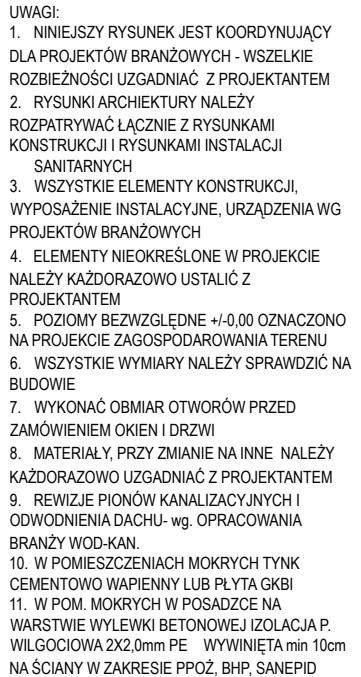 UWAGI:
1. NINIEJSZY RYSUNEK JEST KOORDYNUJĄCY
DLA PROJEKTÓW BRANŻOWYCH - WSZELKIE
ROZBIEŻNOŚCI UZGADNIAĆ Z PROJEKTANTEM
2. RYSUNKI ARCHIEKTURY NALEŻY
ROZPATRYWAĆ ŁĄCZNIE Z RYSUNKAMI
KONSTRUKCJI I RYSUNKAMI INSTALACJI
SANITARNYCH
3. WSZYSTKIE ELEMENTY KONSTRUKCJI,
WYPOSAŻENIE INSTALACYJNE, URZĄDZENIA WG
PROJEKTÓW BRANŻOWYCH
4. ELEMENTY NIEOKREŚLONE W PROJEKCIE
NALEŻY KAŻDORAZOWO USTALIĆ Z
PROJEKTANTEM
5. POZIOMY BEZWZGLĘDNE +/-0,00 OZNACZONO
NA PROJEKCIE ZAGOSPODAROWANIA TERENU
6. WSZYSTKIE WYMIARY NALEŻY SPRAWDZIĆ NA
BUDOWIE
7. WYKONAĆ OBMIAR OTWORÓW PRZED
ZAMÓWIENIEM OKIEN I DRZWI
8. MATERIAŁY, PRZY ZMIANIE NA INNE NALEŻY
KAŻDORAZOWO UZGADNIAĆ Z PROJEKTANTEM
9. REWIZJE PIONÓW KANALIZACYJNYCH I
ODWODNIENIA DACHU- wg. OPRACOWANIA
BRANŻY WOD-KAN.
10. W POMIESZCZENIACH MOKRYCH TYNK
CEMENTOWO WAPIENNY LUB PŁYTA GKBI
11. W POM. MOKRYCH W POSADZCE NA
WARSTWIE WYLEWKI BETONOWEJ IZOLACJA P.
WILGOCIOWA 2X2,0mm PE WYWINIĘTA min 10cm
NA ŚCIANY W ZAKRESIE PPOŻ, BHP, SANEPID